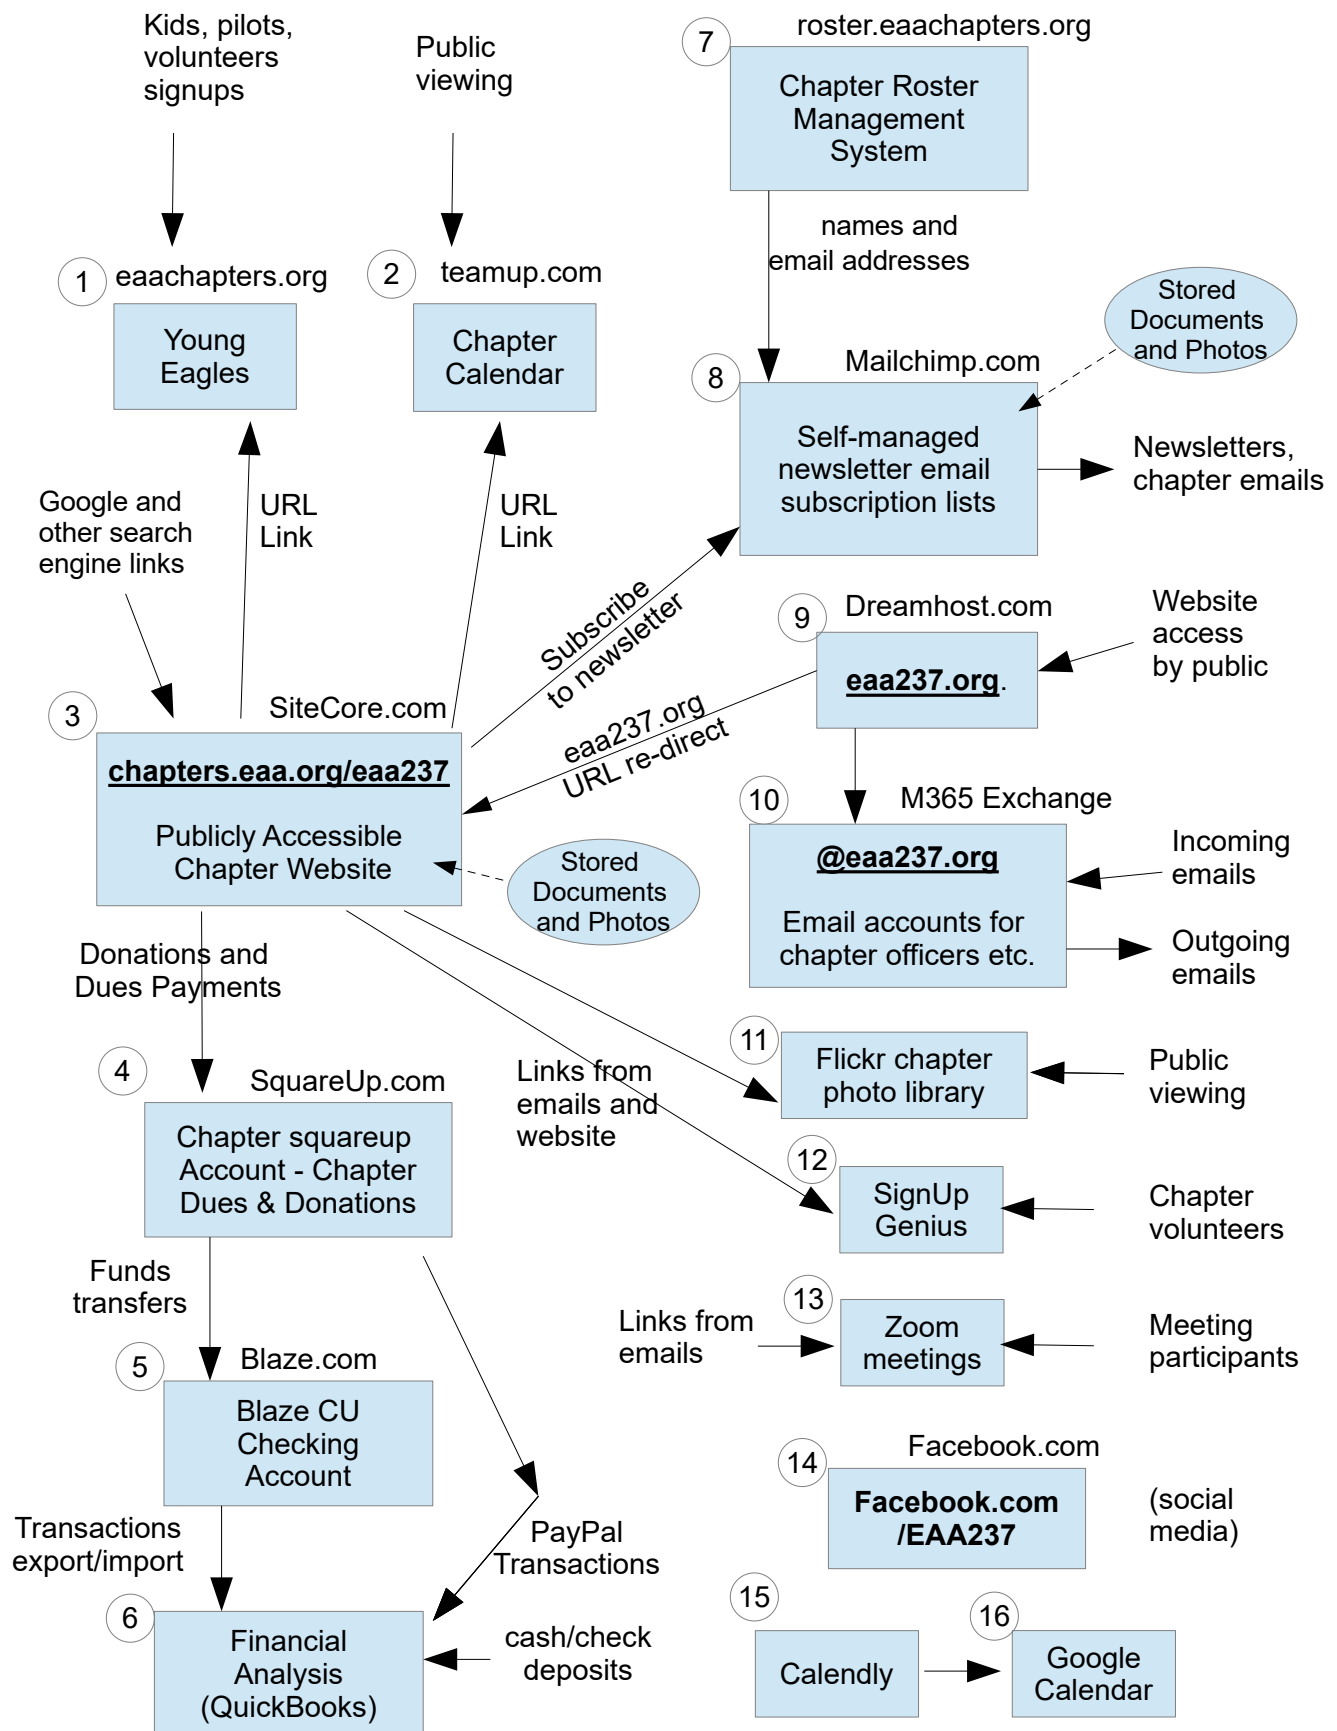 Kids, pilots,
volunteers
signups
Public
viewing
7
roster.eaachapters.org
Chapter Roster
Management
System
names and
email addresses
1
eaachapters.org
Young
Eagles
2
teamup.com
Chapter
Calendar
Stored
Documents
and Photos
8
Mailchimp.com
Self-managed
newsletter email
subscription lists
Newsletters,
chapter emails
Google and
other search
engine links
URL
Link
URL
Link
Subscribe
to newsletter
9
Dreamhost.com
eaa237.org.
Website
access
by public
eaa237.org
URL re-direct
3
SiteCore.com
chapters.eaa.org/eaa237
Publicly Accessible
Chapter Website
Stored
Documents
and Photos
10
M365 Exchange
@eaa237.org
Email accounts for
chapter officers etc.
Incoming
emails
Outgoing
emails
Donations and
Dues Payments
4
SquareUp.com
Chapter squareup
Account - Chapter
Dues & Donations
Links from
emails and
website
11
Flickr chapter
photo library
Public
viewing
12
SignUp
Genius
Chapter
volunteers
Funds
transfers
13
Links from
emails
Zoom
meetings
Meeting
participants
5
Blaze.com
Blaze CU
Checking
Account
14
Facebook.com
Facebook.com
/EAA237
(social
media)
Transactions
export/import
PayPal
Transactions
6
Financial
Analysis
(QuickBooks)
cash/check
deposits
15
Calendly
16
Google
Calendar